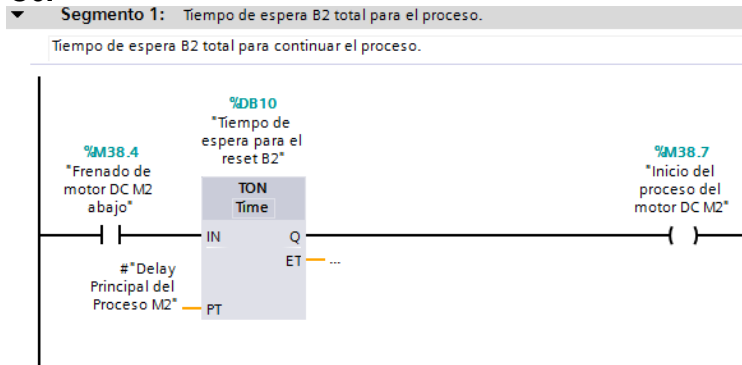 Segmento 1: Tiempo de espera B2 total para el proceso.
Tiempo de espera B2 total para continuar el proceso.
%DB10
"Tiempo de
espera para el
reset B2"
%M38.4
"Frenado de
motor DC M2
abajo"
%M38.7
"Inicio del
proceso del
motor DC M2"
TON
Time
IN
Q
ET
...
#"Delay
Principal del
Proceso M2"
PT